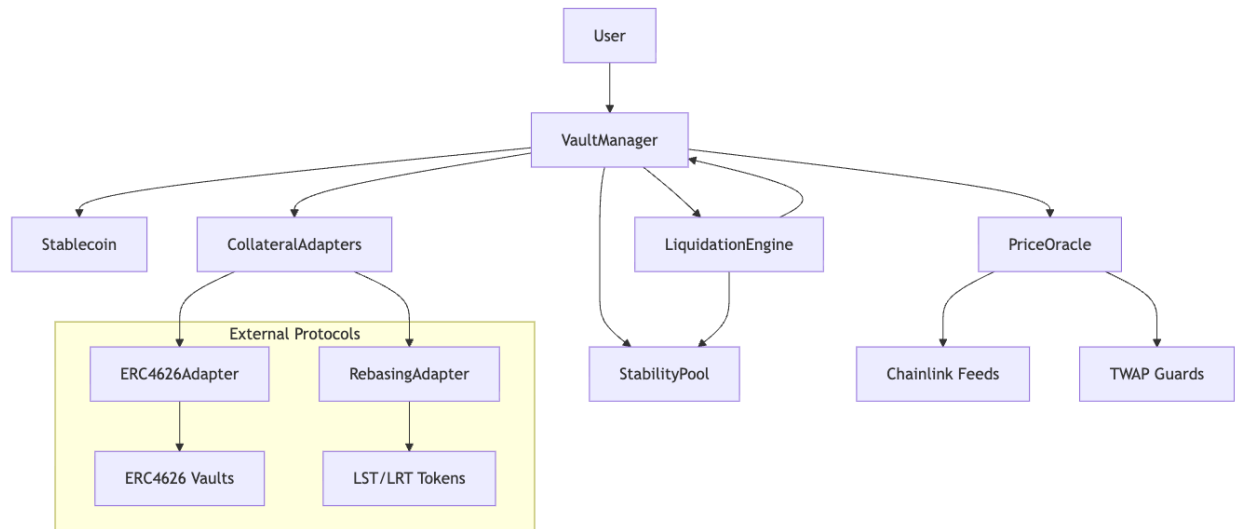 User
VaultManager
Stablecoin
CollateralAdapters
LiquidationEngine
PriceOracle
External Protocols
ERC4626Adapter
RebasingAdapter
StabilityPool
Chainlink Feeds
TWAP Guards
ERC4626 Vaults
LST/LRT Tokens